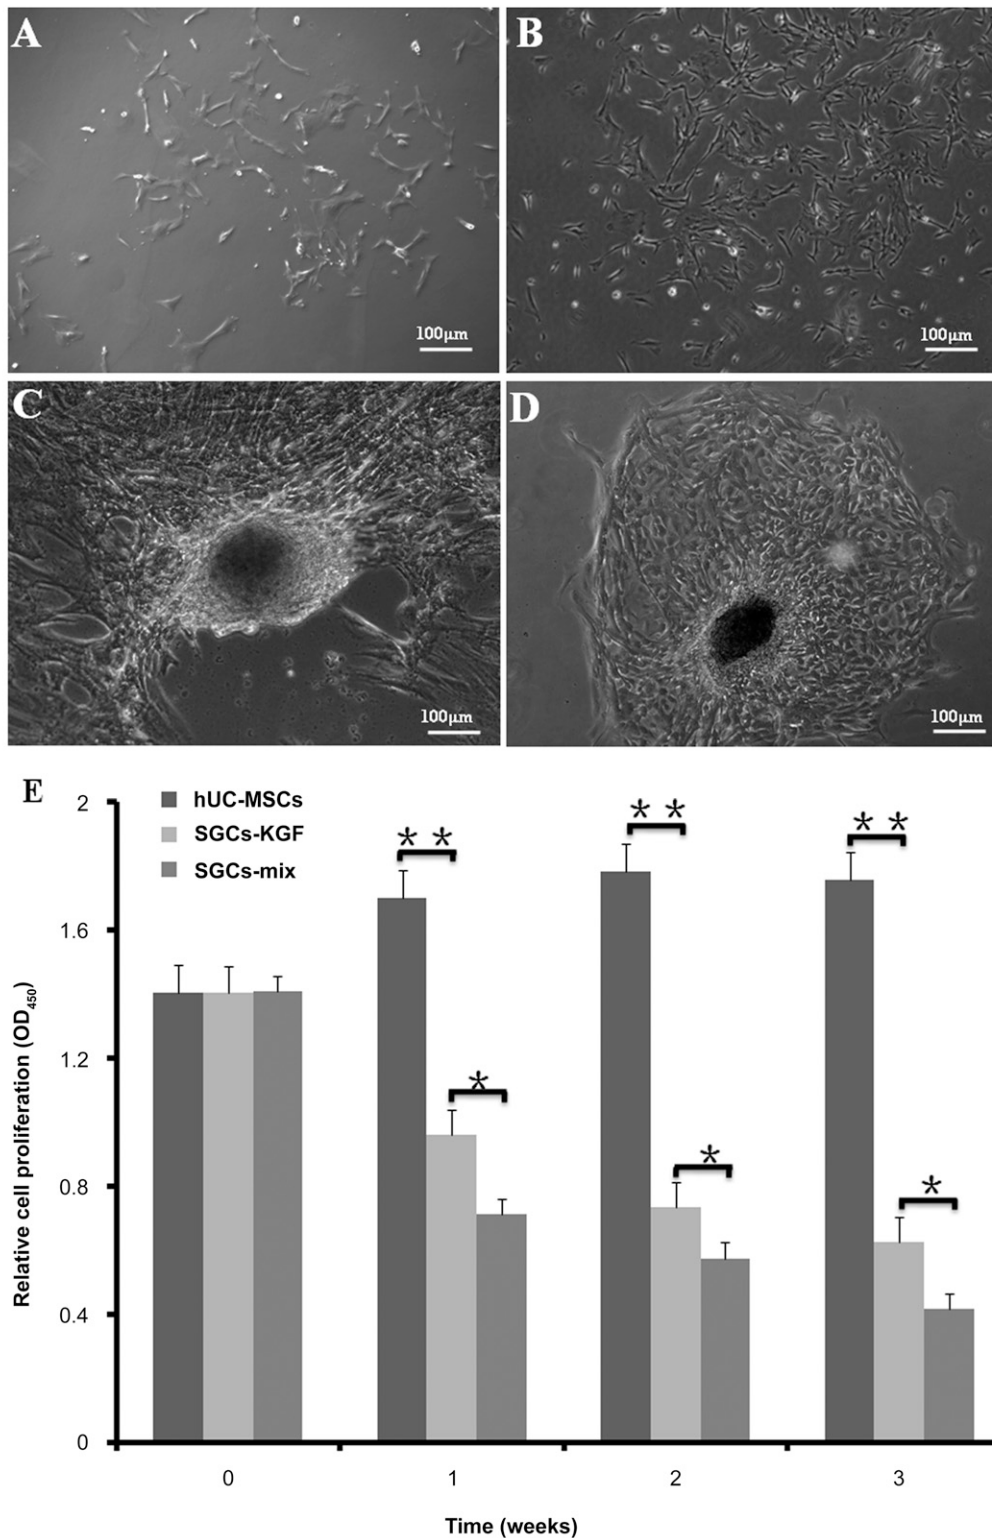 A
100μm
B
100μm
C
100μm
D
100μm
E
hUC-MSCs
SGCs-KGF
SGCs-mix
Relative cell proliferation (OD450)
2
1.6
1.2
0.8
0.4
0
* *
*
* *
*
* *
*
0 1 2 3
Time (weeks)